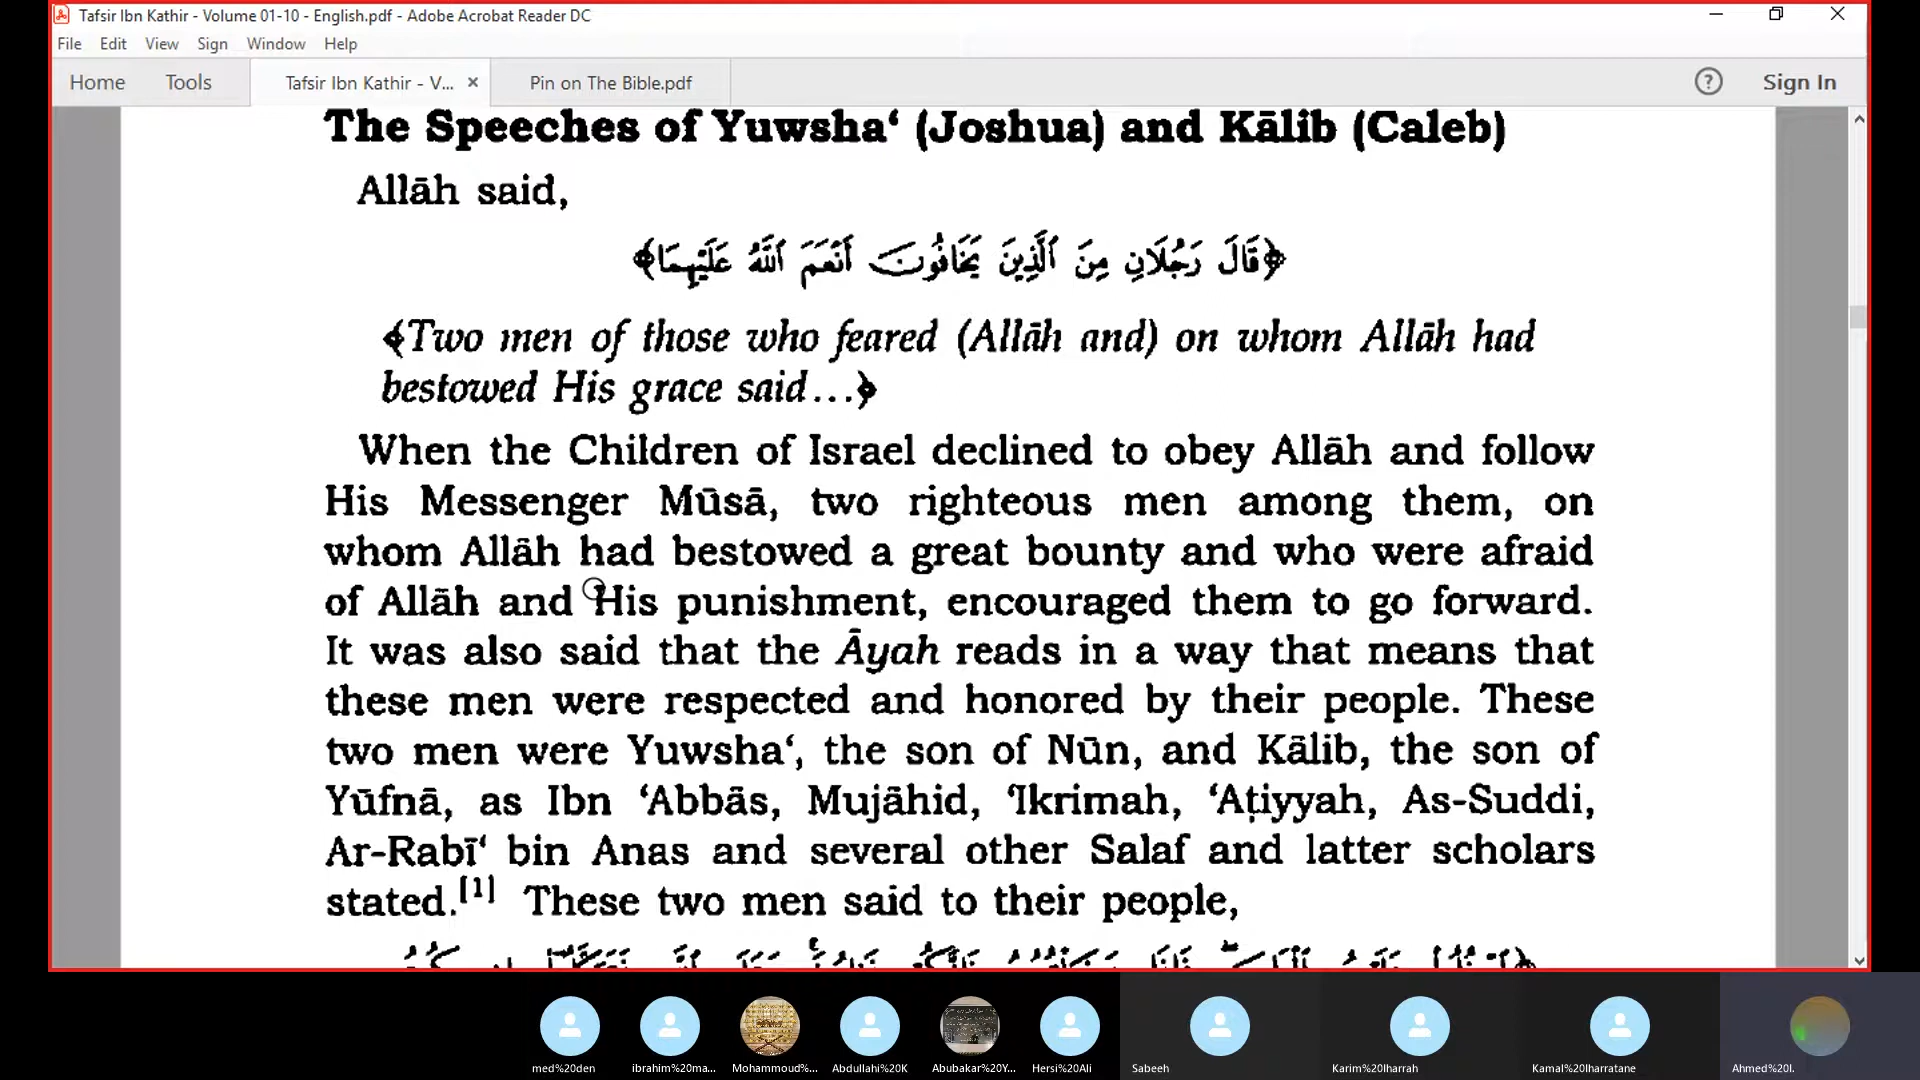 Tafsir Ibn Kathir - Volume 01-10 - English.pdf - Adobe Acrobat Reader DC
File Edit View Sign Window Help
Home Tools Tafsir Ibn Kathir - V... × Pin on The Bible.pdf ? Sign In
The Speeches of Yuwsha‘ (Joshua) and Kālib (Caleb)
Allāh said,
﴿قَالَ رَجُلَانِ مِنَ ٱلَّذِينَ يَخَافُونَ أَنْعَمَ ٱللَّهُ عَلَيْهِمَا﴾
﴾Two men of those who feared (Allāh and) on whom Allāh had
bestowed His grace said...﴿
When the Children of Israel declined to obey Allāh and follow
His Messenger Mūsā, two righteous men among them, on
whom Allāh had bestowed a great bounty and who were afraid
of Allāh and His punishment, encouraged them to go forward.
It was also said that the Āyah reads in a way that means that
these men were respected and honored by their people. These
two men were Yuwsha‘, the son of Nūn, and Kālib, the son of
Yūfnā, as Ibn ‘Abbās, Mujāhid, ‘Ikrimah, ‘Aṭiyyah, As-Suddi,
Ar-Rabī‘ bin Anas and several other Salaf and latter scholars
stated.[1] These two men said to their people,
med%20den ibrahim%20ma... Mohammoud%... Abdullahi%20K Abubakar%20Y... Hersi%20Ali Sabeeh Karim%20Iharrah Kamal%20Iharratane Ahmed%20I.